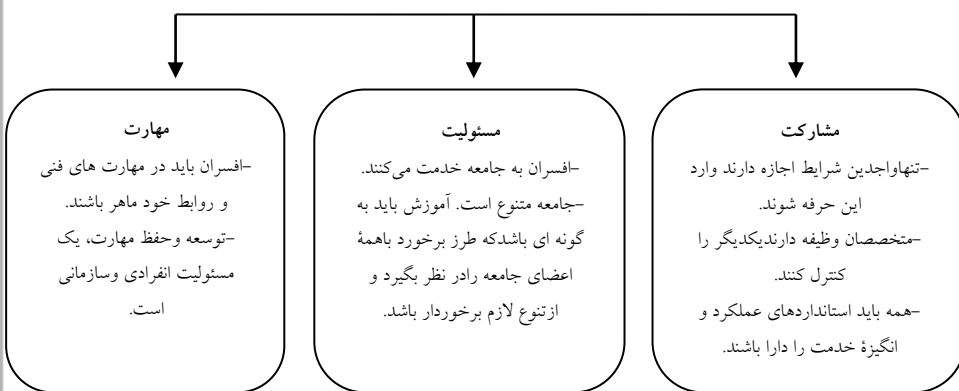 مشارکت
–تنهاواجدین شرایط اجازه دارند وارد
این حرفه شوند.
–متخصصان وظیفه دارندیکدیگر را
کنترل کنند.
–همه باید استانداردهای عملکرد و
انگیزۀ خدمت را دارا باشند.
مسئولیت
–افسران به جامعه خدمت می‌کنند.
–جامعه متنوع است. آموزش باید به
گونه ای باشدکه طرز برخورد باهمۀ
اعضای جامعه رادر نظر بگیرد و
ازتنوع لازم برخوردار باشد.
مهارت
–افسران باید در مهارت های فنی
و روابط خود ماهر باشند.
–توسعه وحفظ مهارت، یک
مسئولیت انفرادی وسازمانی
است.